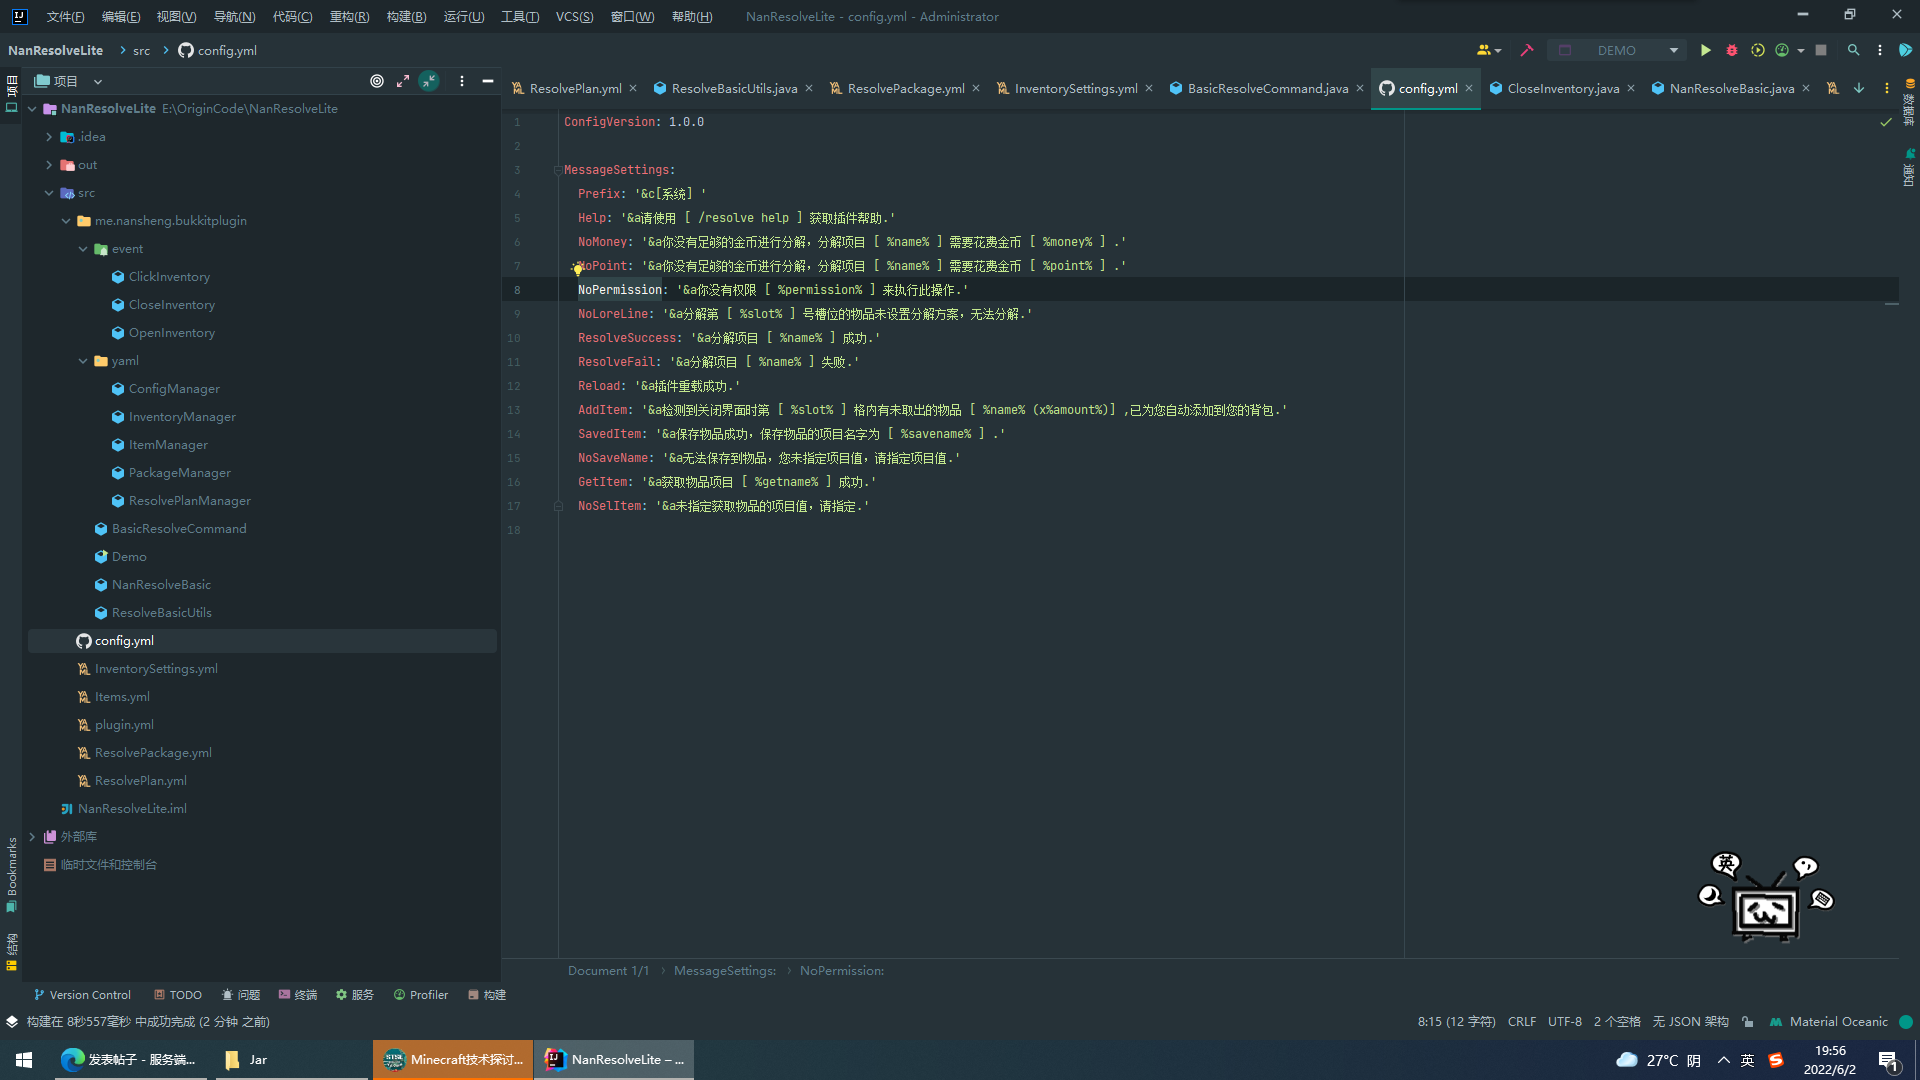 文件(F) 编辑(E) 视图(V) 导航(N) 代码(C) 重构(R) 构建(B) 运行(U) 工具(T) VCS(S) 窗口(W) 帮助(H) NanResolveLite - config.yml - Administrator
NanResolveLite src config.yml DEMO
项目
项目
NanResolveLite E:\OriginCode\NanResolveLite
.idea
out
src
me.nansheng.bukkitplugin
event
ClickInventory
CloseInventory
OpenInventory
yaml
ConfigManager
InventoryManager
ItemManager
PackageManager
ResolvePlanManager
BasicResolveCommand
Demo
NanResolveBasic
ResolveBasicUtils
config.yml
InventorySettings.yml
Items.yml
plugin.yml
ResolvePackage.yml
ResolvePlan.yml
NanResolveLite.iml
外部库
临时文件和控制台
Bookmarks
结构
ResolvePlan.yml ResolveBasicUtils.java ResolvePackage.yml InventorySettings.yml BasicResolveCommand.java config.yml CloseInventory.java NanResolveBasic.java
数据库
通知
1 ConfigVersion: 1.0.0
2
3 MessageSettings:
4 Prefix: '&c[系统] '
5 Help: '&a请使用 [ /resolve help ] 获取插件帮助.'
6 NoMoney: '&a你没有足够的金币进行分解，分解项目 [ %name% ] 需要花费金币 [ %money% ] .'
7 NoPoint: '&a你没有足够的金币进行分解，分解项目 [ %name% ] 需要花费金币 [ %point% ] .'
8 NoPermission: '&a你没有权限 [ %permission% ] 来执行此操作.'
9 NoLoreLine: '&a分解第 [ %slot% ] 号槽位的物品未设置分解方案，无法分解.'
10 ResolveSuccess: '&a分解项目 [ %name% ] 成功.'
11 ResolveFail: '&a分解项目 [ %name% ] 失败.'
12 Reload: '&a插件重载成功.'
13 AddItem: '&a检测到关闭界面时第 [ %slot% ] 格内有未取出的物品 [ %name% (x%amount%)] ,已为您自动添加到您的背包.'
14 SavedItem: '&a保存物品成功，保存物品的项目名字为 [ %savename% ] .'
15 NoSaveName: '&a无法保存到物品，您未指定项目值，请指定项目值.'
16 GetItem: '&a获取物品项目 [ %getname% ] 成功.'
17 NoSelItem: '&a未指定获取物品的项目值，请指定.'
18
英
Document 1/1 MessageSettings: NoPermission:
Version Control TODO 问题 终端 服务 Profiler 构建
构建在 8秒557毫秒 中成功完成 (2 分钟 之前) 8:15 (12 字符) CRLF UTF-8 2 个空格 无 JSON 架构 Material Oceanic
发表帖子 - 服务端... Jar Minecraft技术探讨... NanResolveLite – ... 27°C 阴 英 19:56
2022/6/2 1